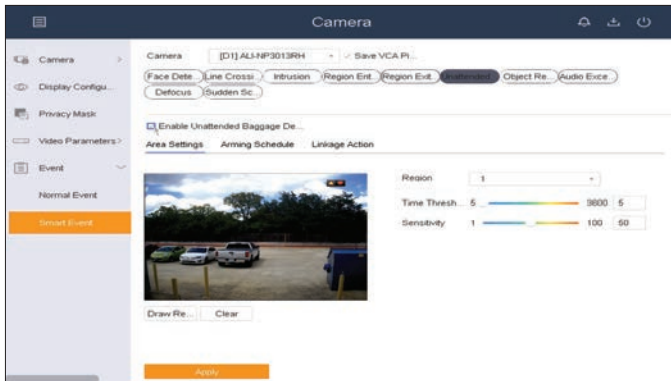 Camera
Camera
Display Configu...
Privacy Mask
Video Parameters
Event
Normal Event
Smart Event
Camera [D1] ALI-NP3013RH Save VCA Pi...
Face Dete... Line Crossi... Intrusion Region Ent... Region Exit... Unattended... Object Re... Audio Exce...
Defocus Sudden Sc...
Enable Unattended Baggage De...
Area Settings Arming Schedule Linkage Action
Region 1
Time Thresh... 5 3600 5
Sensitivity 1 100 50
Draw Re... Clear
Apply